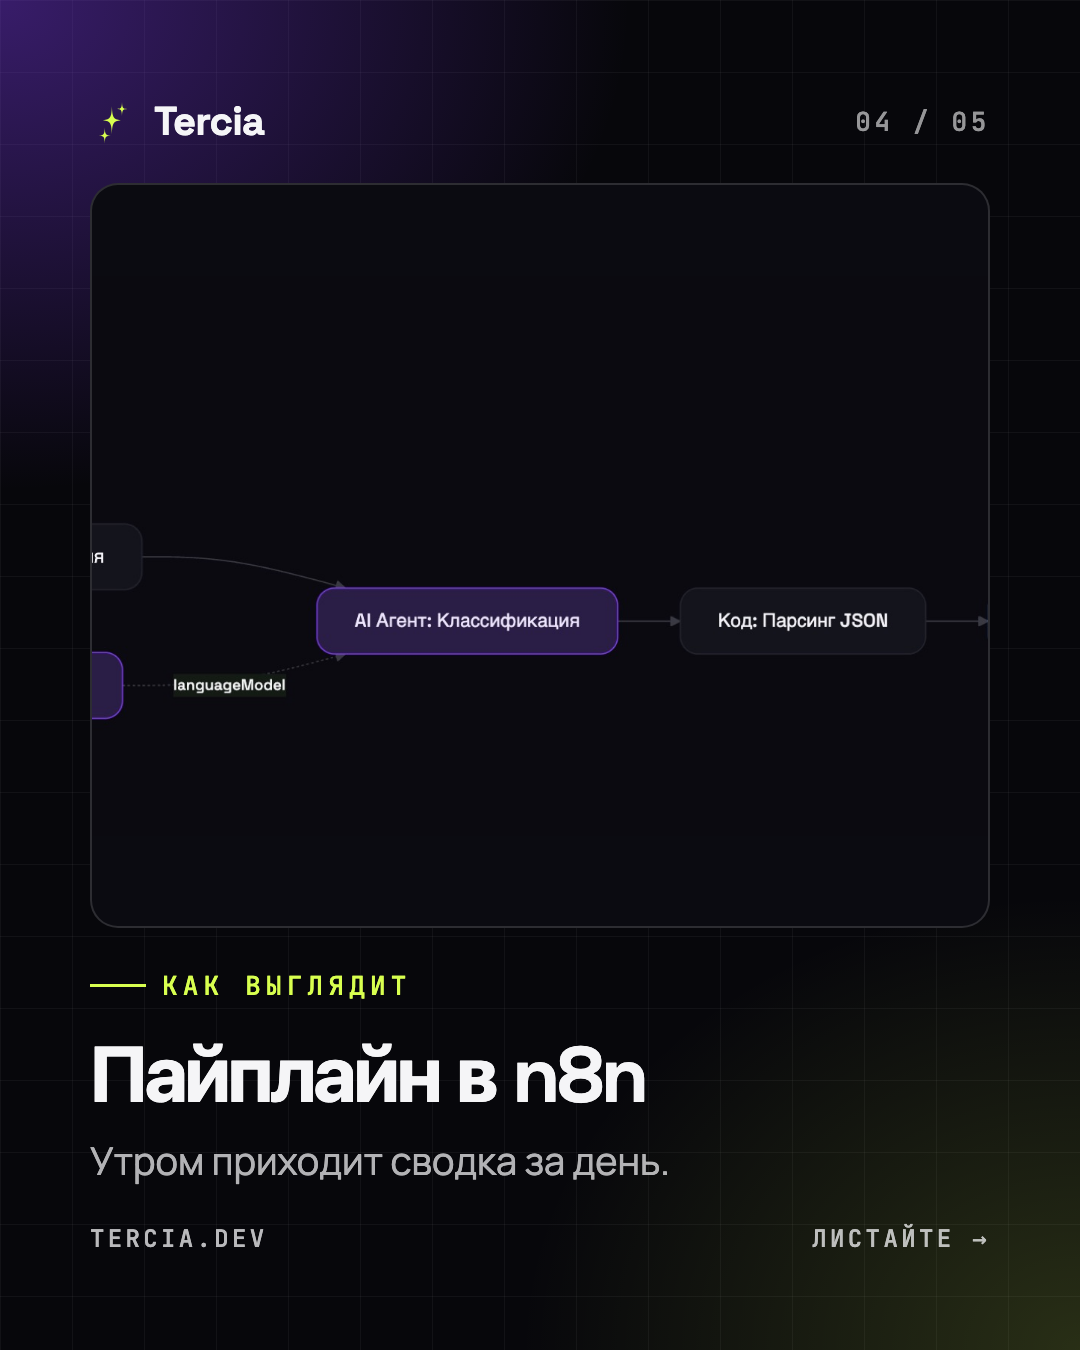 Tercia
04 / 05
ия
AI Агент: Классификация
Код: Парсинг JSON
languageModel
КАК ВЫГЛЯДИТ
Пайплайн в n8n
Утром приходит сводка за день.
TERCIA.DEV
ЛИСТАЙТЕ →